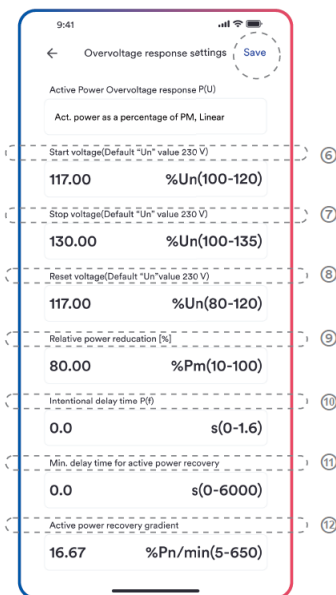 9:41
Overvoltage response settings
Save
Active Power Overvoltage response P(U)
Act. power as a percentage of PM, Linear
Start voltage(Default "Un" value 230 V)
⑥
117.00 %Un(100-120)
Stop voltage(Default "Un" value 230 V)
⑦
130.00 %Un(100-135)
Reset voltage(Default "Un"value 230 V)
⑧
117.00 %Un(80-120)
Relative power reducation [%]
⑨
80.00 %Pm(10-100)
Intentional delay time P(f)
⑩
0.0 s(0-1.6)
Min. delay time for active power recovery
⑪
0.0 s(0-6000)
Active power recovery gradient
⑫
16.67 %Pn/min(5-650)